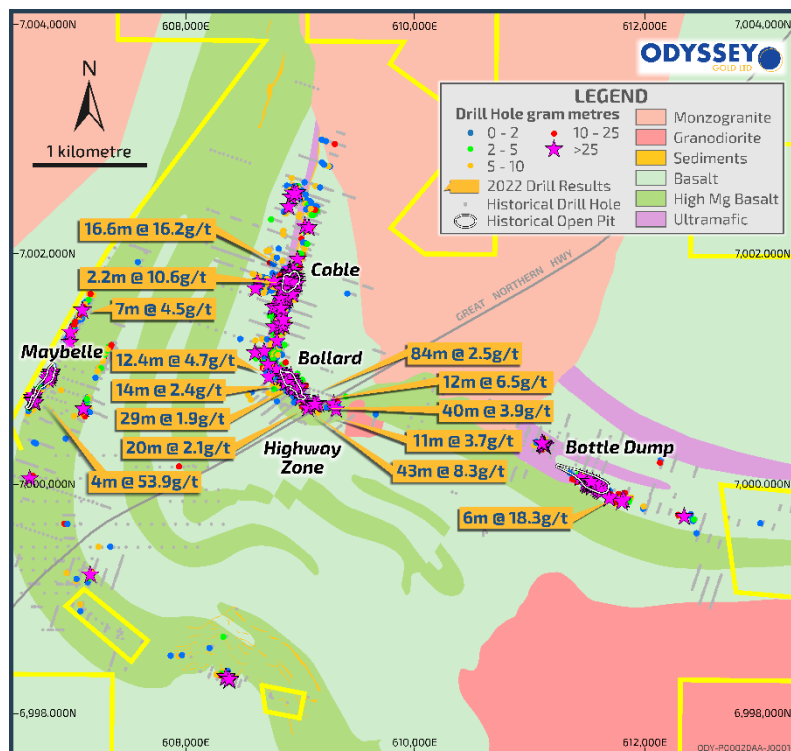 7,004,000N
608,000E
610,000E
612,000E
7,004,000N
ODYSSEY
GOLD LTD
N
1 kilometre
LEGEND
Drill Hole gram metres
0 - 2
10 - 25
2 - 5
>25
5 - 10
2022 Drill Results
Historical Drill Hole
Historical Open Pit
Monzogranite
Granodiorite
Sediments
Basalt
High Mg Basalt
Ultramafic
16.6m @ 16.2g/t
7,002,000N
7,002,000N
Cable
2.2m @ 10.6g/t
GREAT NORTHERN HWY
7m @ 4.5g/t
Maybelle
12.4m @ 4.7g/t
Bollard
84m @ 2.5g/t
14m @ 2.4g/t
12m @ 6.5g/t
29m @ 1.9g/t
40m @ 3.9g/t
20m @ 2.1g/t
11m @ 3.7g/t
Highway
Zone
Bottle Dump
43m @ 8.3g/t
4m @ 53.9g/t
7,000,000N
7,000,000N
6m @ 18.3g/t
6,998,000N
6,998,000N
608,000E
610,000E
612,000E
ODY-P0002DAA-J0001